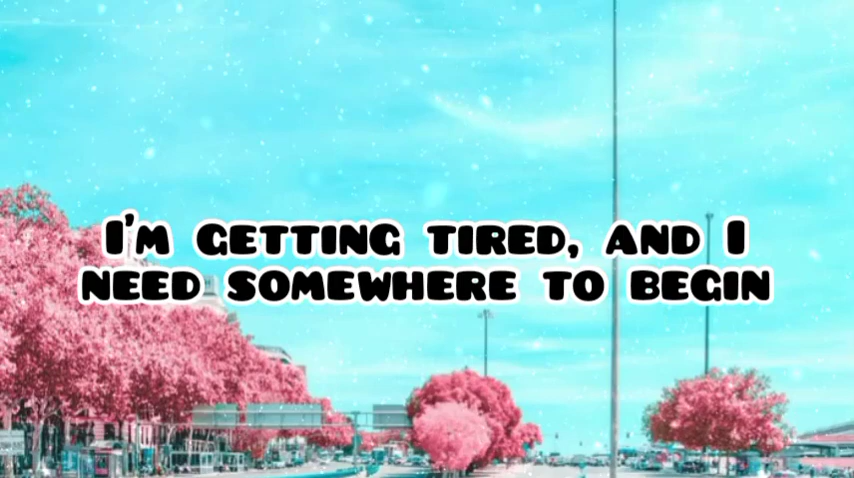 I'm getting tired, and I
need somewhere to begin